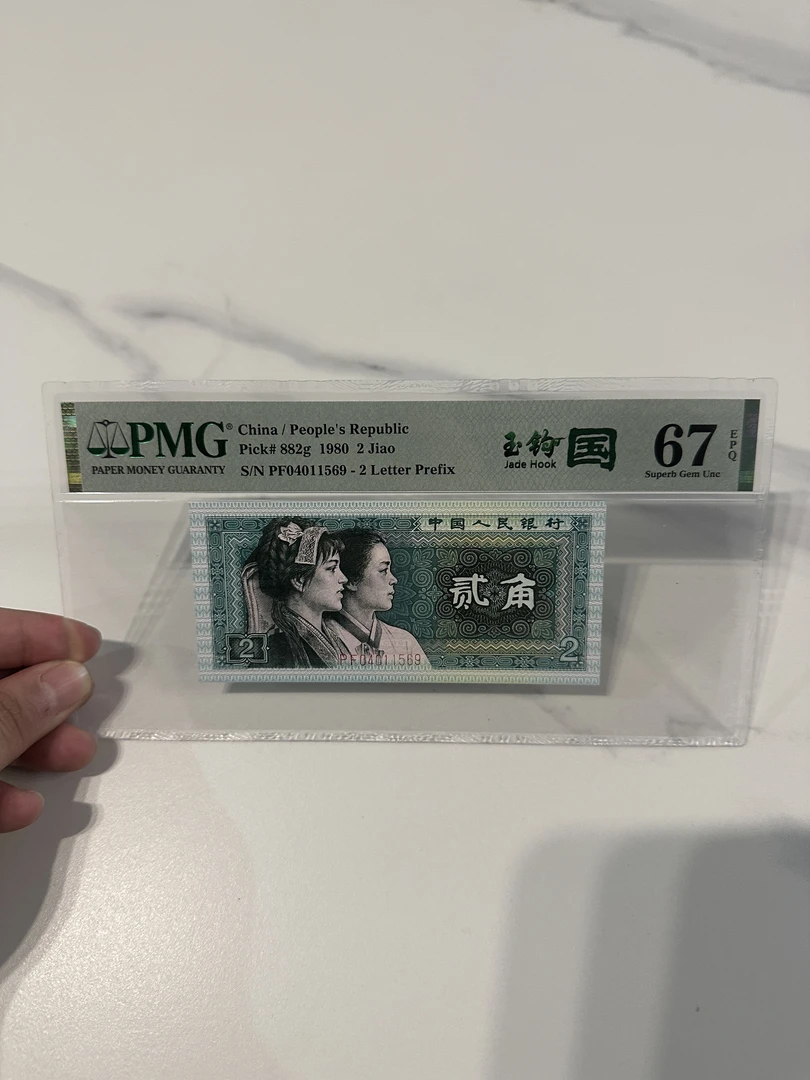 PMG®
PAPER MONEY GUARANTY
China / People's Republic
Pick# 882g 1980 2 Jiao
S/N PF04011569 - 2 Letter Prefix
玉钩
Jade Hook
国
67
EPQ
Superb Gem Unc
中国人民银行
贰角
2
2
PF04011569